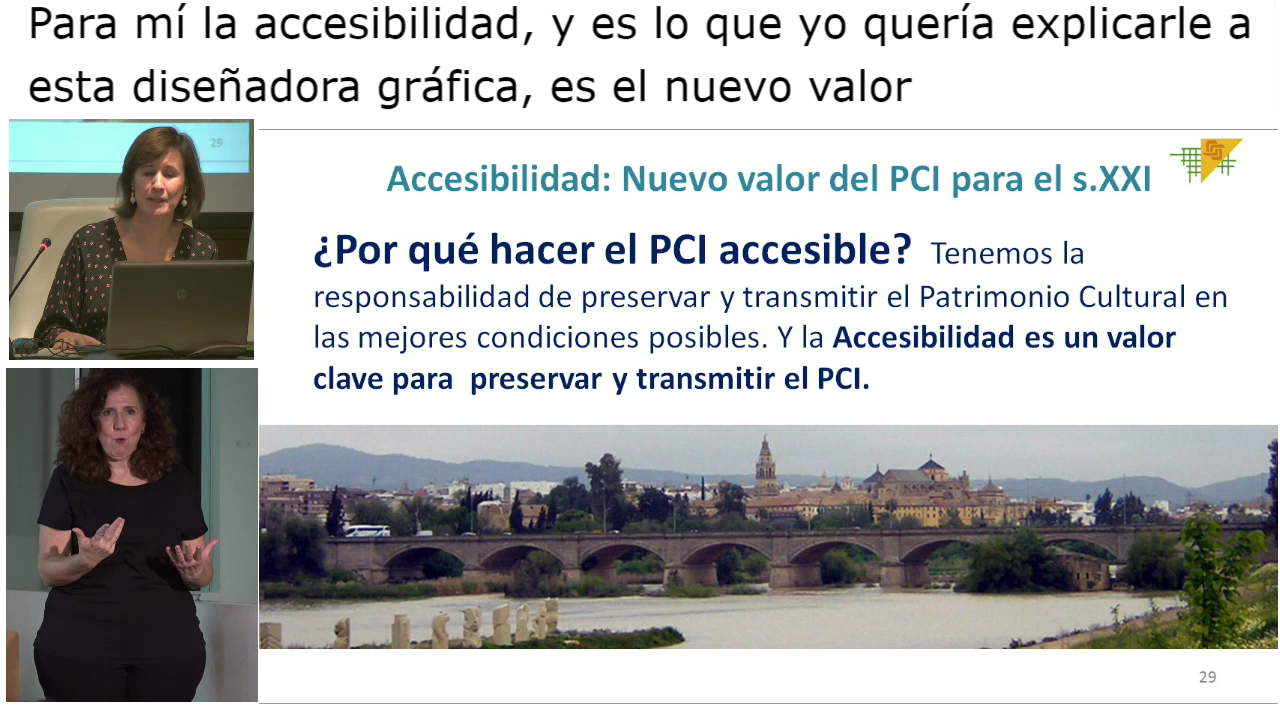 Para mí la accesibilidad, y es lo que yo quería explicarle a
esta diseñadora gráfica, es el nuevo valor
29
Accesibilidad: Nuevo valor del PCI para el s.XXI
¿Por qué hacer el PCI accesible? Tenemos la
responsabilidad de preservar y transmitir el Patrimonio Cultural en
las mejores condiciones posibles. Y la Accesibilidad es un valor
clave para  preservar y transmitir el PCI.
29